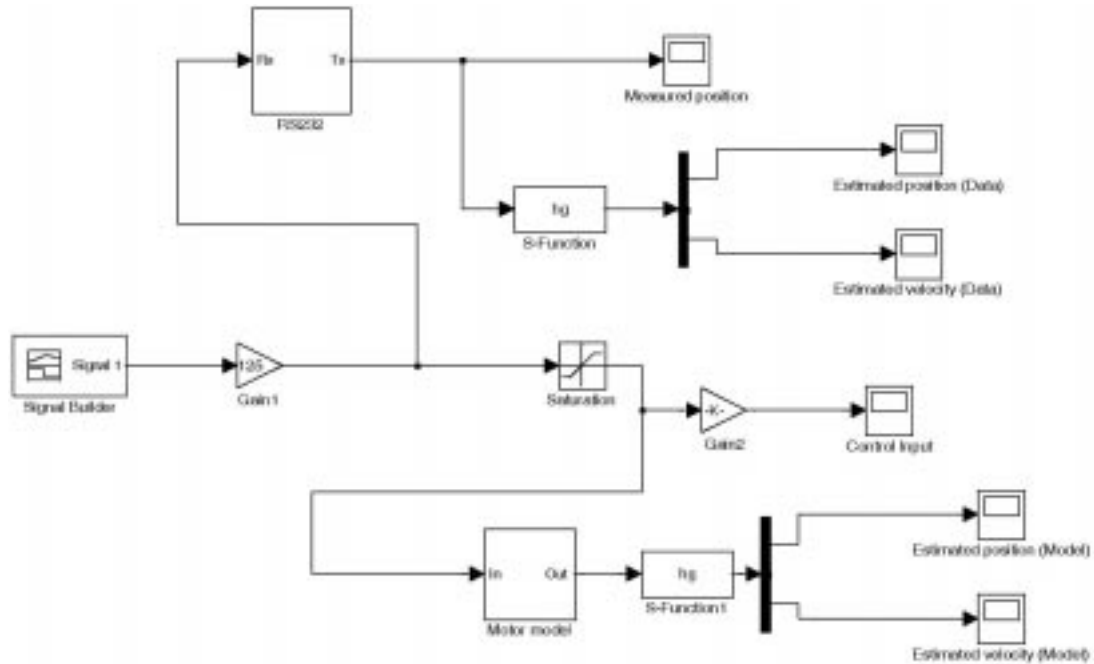 Rx
Tx
RS232
Measured position
Estimated position (Data)
hg
S-Function
Estimated velocity (Data)
Signal 1
Signal Builder
125
Gain1
Saturation
-K-
Gain2
Control Input
In
Out
Motor model
hg
S-Function1
Estimated position (Model)
Estimated velocity (Model)